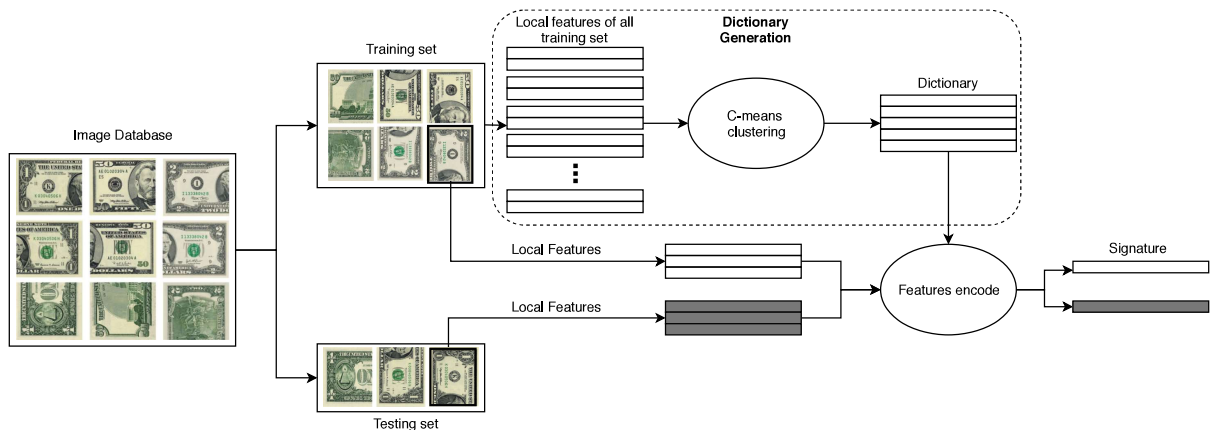 Local features of all
training set
Dictionary
Generation
Training set
Dictionary
C-means
clustering
Image Database
Local Features
Signature
Features encode
Local Features
Testing set